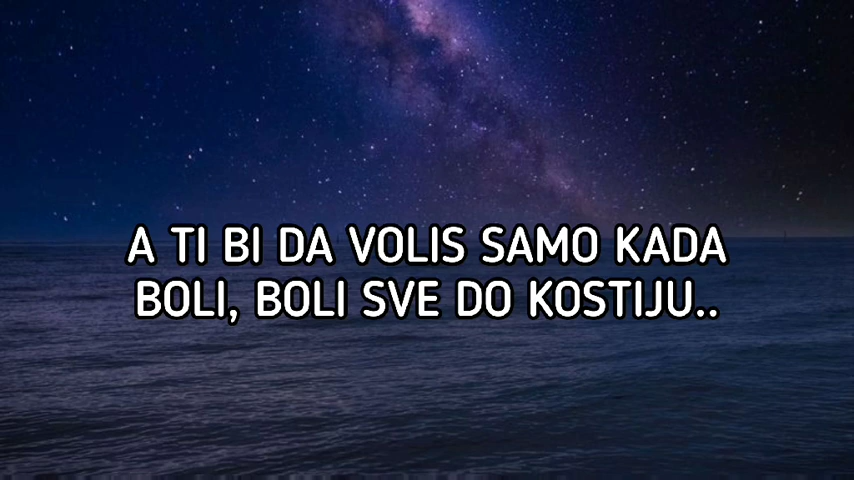 A TI BI DA VOLIS SAMO KADA
BOLI, BOLI SVE DO KOSTIJU..